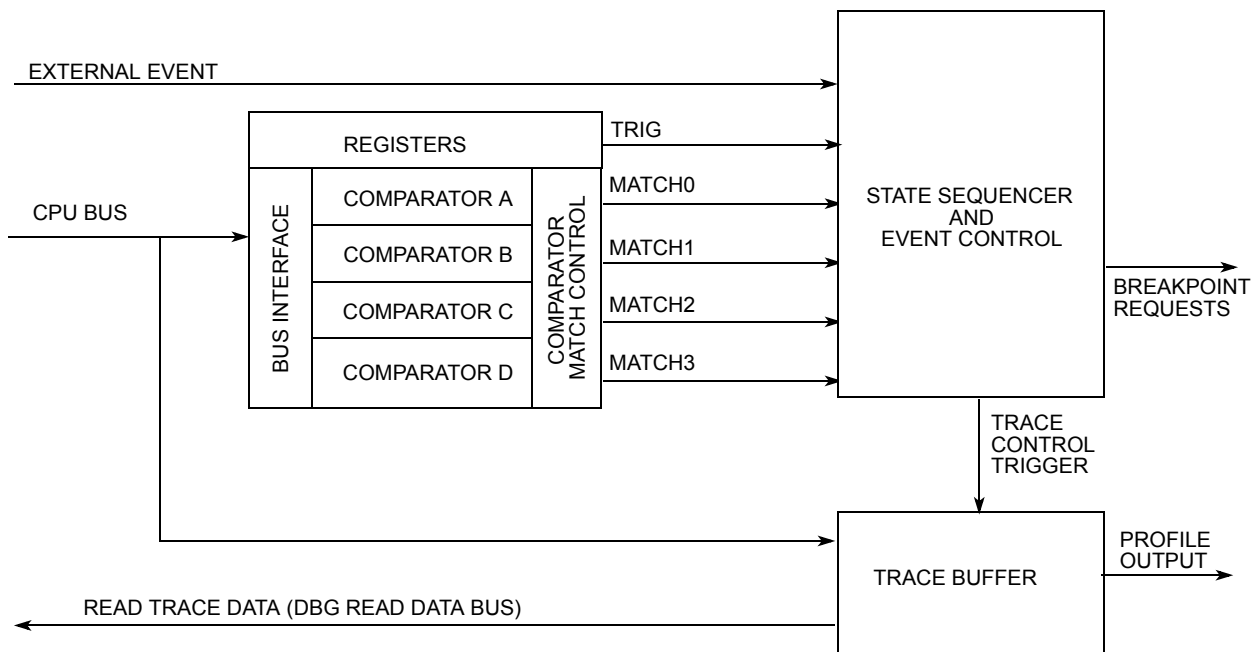 EXTERNAL EVENT
TRIG
REGISTERS
MATCH0
COMPARATOR A
CPU BUS
BUS INTERFACE
COMPARATOR B
COMPARATOR
MATCH CONTROL
MATCH1
STATE SEQUENCER
AND
EVENT CONTROL
COMPARATOR C
MATCH2
BREAKPOINT
REQUESTS
COMPARATOR D
MATCH3
TRACE
CONTROL
TRIGGER
TRACE BUFFER
PROFILE
OUTPUT
READ TRACE DATA (DBG READ DATA BUS)